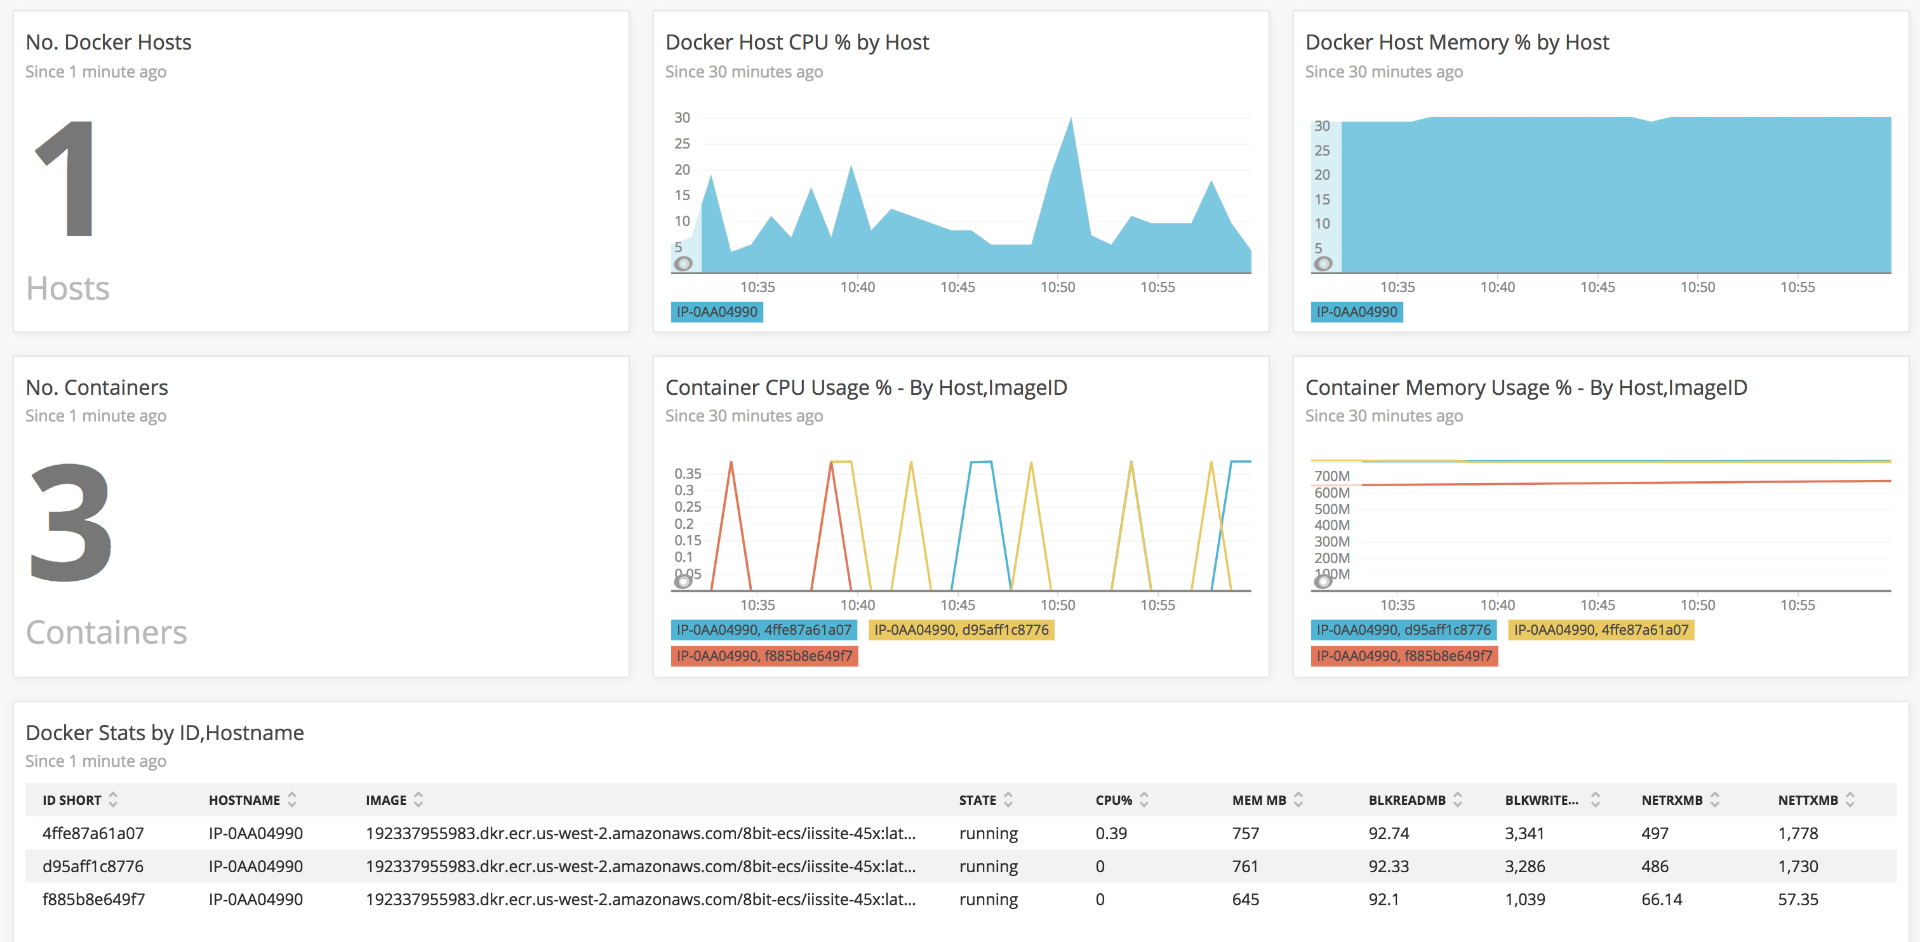 No. Docker Hosts
Since 1 minute ago
1
Hosts
Docker Host CPU % by Host
Since 30 minutes ago
30
25
20
15
10
5
10:35 10:40 10:45 10:50 10:55
IP-0AA04990
Docker Host Memory % by Host
Since 30 minutes ago
30
25
20
15
10
5
10:35 10:40 10:45 10:50 10:55
IP-0AA04990
No. Containers
Since 1 minute ago
3
Containers
Container CPU Usage % - By Host,ImageID
Since 30 minutes ago
0.35
0.3
0.25
0.2
0.15
0.1
0.05
10:35 10:40 10:45 10:50 10:55
IP-0AA04990, 4ffe87a61a07 IP-0AA04990, d95aff1c8776
IP-0AA04990, f885b8e649f7
Container Memory Usage % - By Host,ImageID
Since 30 minutes ago
700M
600M
500M
400M
300M
200M
100M
10:35 10:40 10:45 10:50 10:55
IP-0AA04990, d95aff1c8776 IP-0AA04990, 4ffe87a61a07
IP-0AA04990, f885b8e649f7
Docker Stats by ID,Hostname
Since 1 minute ago
ID SHORT HOSTNAME IMAGE STATE CPU% MEM MB BLKREADMB BLKWRITE... NETRXMB NETTXMB
4ffe87a61a07 IP-0AA04990 192337955983.dkr.ecr.us-west-2.amazonaws.com/8bit-ecs/iissite-45x:lat... running 0.39 757 92.74 3,341 497 1,778
d95aff1c8776 IP-0AA04990 192337955983.dkr.ecr.us-west-2.amazonaws.com/8bit-ecs/iissite-45x:lat... running 0 761 92.33 3,286 486 1,730
f885b8e649f7 IP-0AA04990 192337955983.dkr.ecr.us-west-2.amazonaws.com/8bit-ecs/iissite-45x:lat... running 0 645 92.1 1,039 66.14 57.35